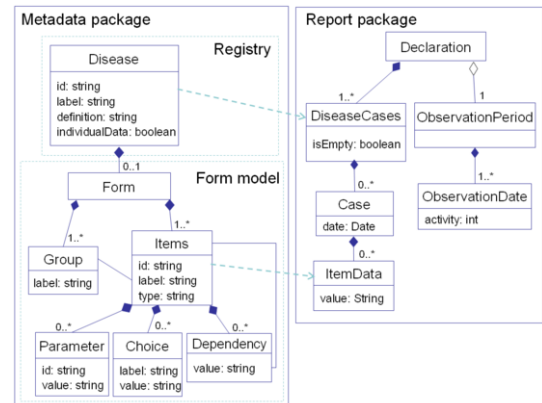 Metadata package
Registry
Disease
id: string
label: string
definition: string
individualData: boolean
0..1
Form model
Form
1..*
1..*
Group
label: string
Items
id: string
label: string
type: string
0..*
0..*
0..*
Parameter
id: string
value: string
Choice
label: string
value: string
Dependency
value: string
Report package
Declaration
1..*
1
DiseaseCases
isEmpty: boolean
ObservationPeriod
0..*
1..*
Case
date: Date
ObservationDate
activity: int
0..*
ItemData
value: String